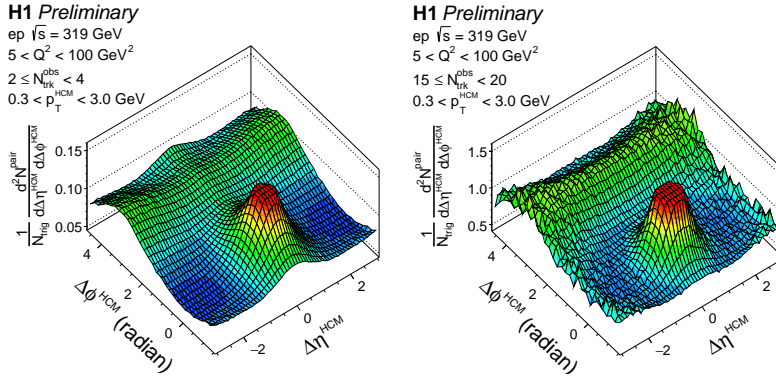 H1 Preliminary
ep √s = 319 GeV
5 < Q² < 100 GeV²
2 ≤ N_trk^obs < 4
0.3 < p_T^HCM < 3.0 GeV
1/N_trig d²N^pair/dΔη^HCM dΔϕ^HCM
0.15
0.10
0.05
4
2
0
Δϕ^HCM (radian)
−2
0
2
Δη^HCM
H1 Preliminary
ep √s = 319 GeV
5 < Q² < 100 GeV²
15 ≤ N_trk^obs < 20
0.3 < p_T^HCM < 3.0 GeV
1/N_trig d²N^pair/dΔη^HCM dΔϕ^HCM
1.5
1.0
0.5
4
2
0
Δϕ^HCM (radian)
−2
0
2
Δη^HCM